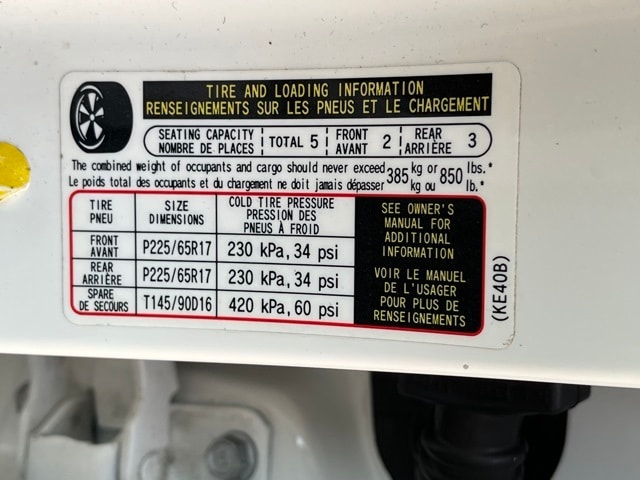 TIRE AND LOADING INFORMATION
RENSEIGNEMENTS SUR LES PNEUS ET LE CHARGEMENT
SEATING CAPACITY
NOMBRE DE PLACES
TOTAL 5
FRONT
AVANT
2
REAR
ARRIÈRE
3
The combined weight of occupants and cargo should never exceed 385 kg or 850 lbs.*
Le poids total des occupants et du chargement ne doit jamais dépasser kg ou lb.*
TIRE
PNEU
SIZE
DIMENSIONS
COLD TIRE PRESSURE
PRESSION DES
PNEUS À FROID
FRONT
AVANT
P225/65R17
230 kPa, 34 psi
REAR
ARRIÈRE
P225/65R17
230 kPa, 34 psi
SPARE
DE SECOURS
T145/90D16
420 kPa, 60 psi
SEE OWNER'S
MANUAL FOR
ADDITIONAL
INFORMATION
VOIR LE MANUEL
DE L'USAGER
POUR PLUS DE
RENSEIGNEMENTS
(KE40B)